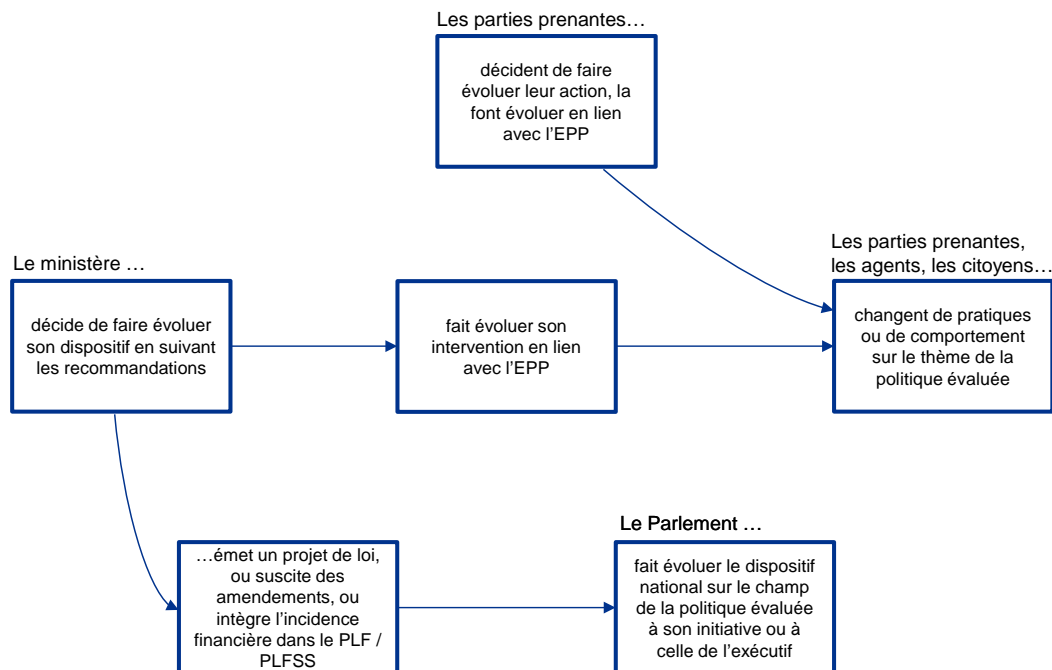 Les parties prenantes…
décident de faire
évoluer leur action, la
font évoluer en lien
avec l’EPP
Le ministère …
décide de faire évoluer
son dispositif en suivant
les recommandations
fait évoluer son
intervention en lien
avec l’EPP
Les parties prenantes,
les agents, les citoyens…
changent de pratiques
ou de comportement
sur le thème de la
politique évaluée
…émet un projet de loi,
ou suscite des
amendements, ou
intègre l’incidence
financière dans le PLF /
PLFSS
Le Parlement …
fait évoluer le dispositif
national sur le champ
de la politique évaluée
à son initiative ou à
celle de l’exécutif